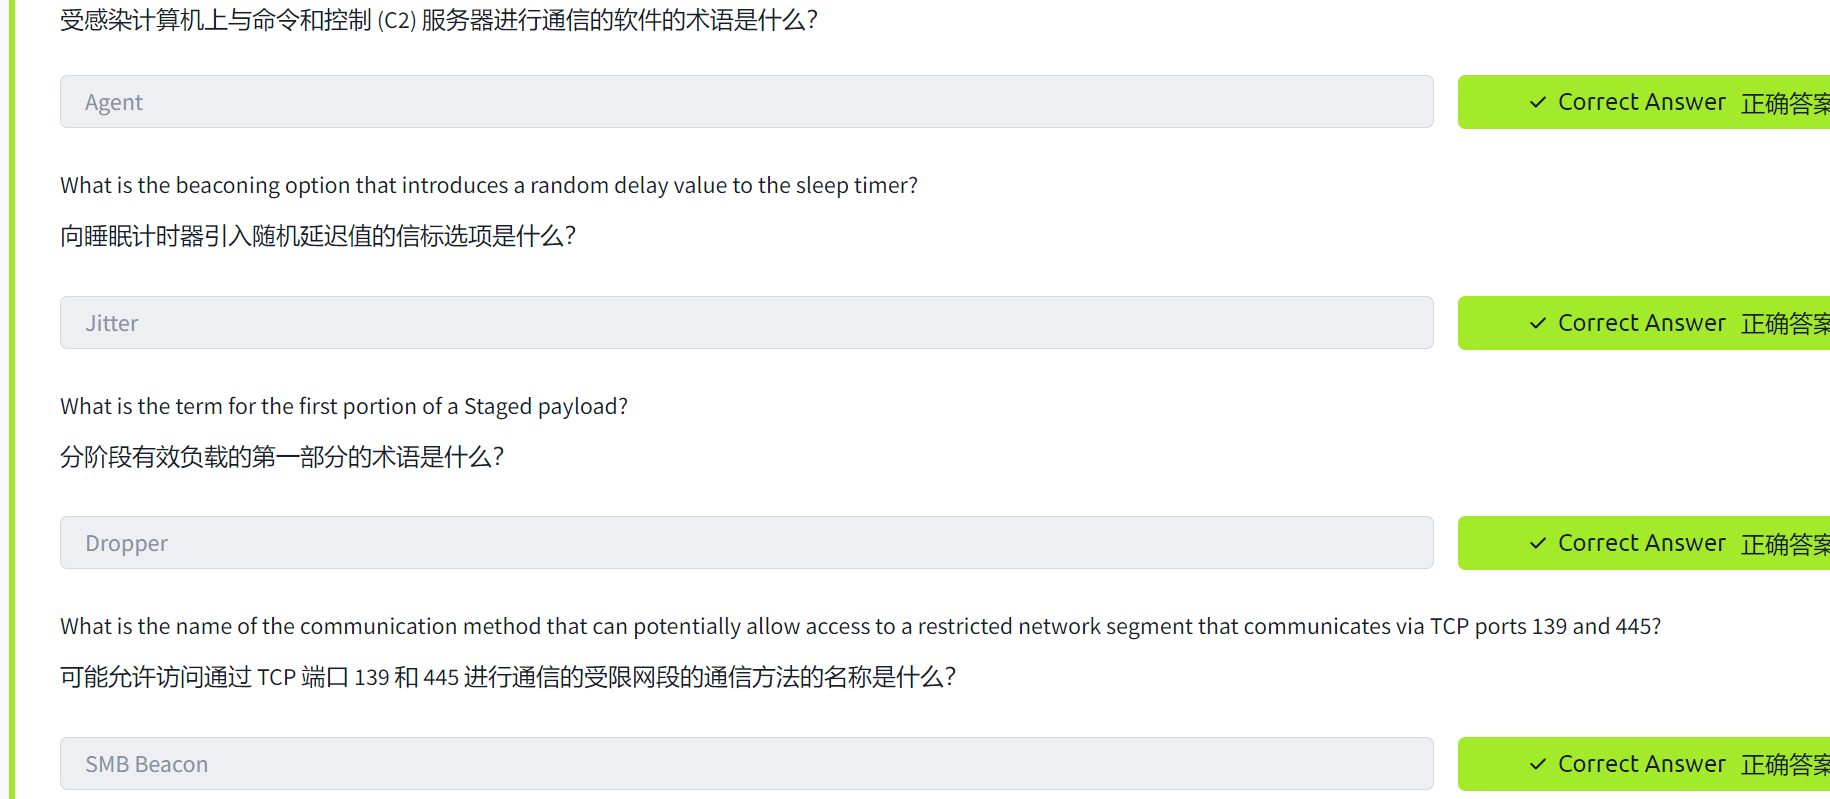 受感染计算机上与命令和控制 (C2) 服务器进行通信的软件的术语是什么？
Agent
✓ Correct Answer 正确答案
What is the beaconing option that introduces a random delay value to the sleep timer?
向睡眠计时器引入随机延迟值的信标选项是什么？
Jitter
✓ Correct Answer 正确答案
What is the term for the first portion of a Staged payload?
分阶段有效负载的第一部分的术语是什么？
Dropper
✓ Correct Answer 正确答案
What is the name of the communication method that can potentially allow access to a restricted network segment that communicates via TCP ports 139 and 445?
可能允许访问通过 TCP 端口 139 和 445 进行通信的受限网段的通信方法的名称是什么？
SMB Beacon
✓ Correct Answer 正确答案